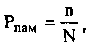 Pпам = n/N ,